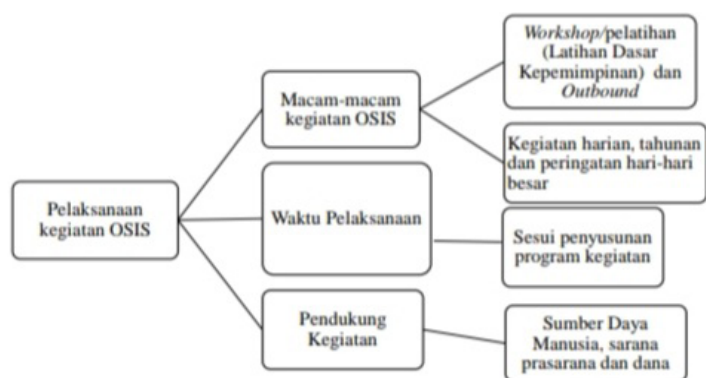 Pelaksanaan
kegiatan OSIS
Macam-macam
kegiatan OSIS
Workshop/pelatihan
(Latihan Dasar
Kepemimpinan) dan
Outbound
Kegiatan harian, tahunan
dan peringatan hari-hari
besar
Waktu Pelaksanaan
Sesui penyusunan
program kegiatan
Pendukung
Kegiatan
Sumber Daya
Manusia, sarana
prasarana dan dana